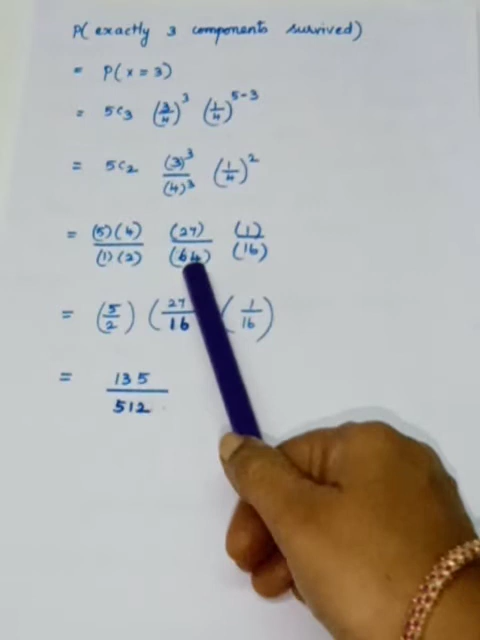 P( exactly 3 components survived)
= P(x = 3)
= 5C3 (3/4)^3 (1/4)^5-3
= 5C2 (3)^3/(4)^3 (1/4)^2
= (5)(4)/(1)(2) (27)/(64) (1)/(16)
= (5/2) (27/16 (1/16)
= 135/512